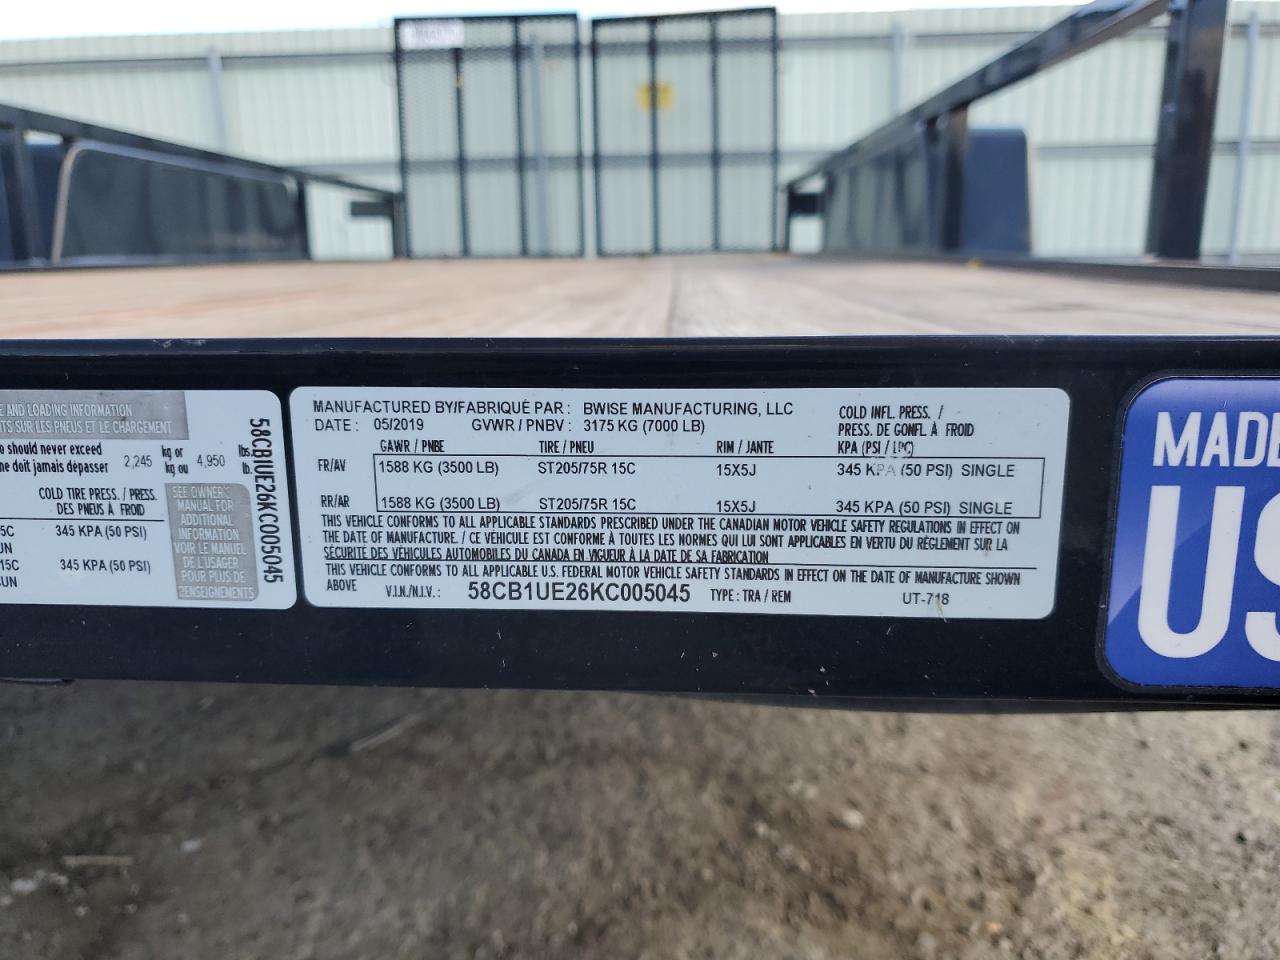 E AND LOADING INFORMATION
TS SUR LES PNEUS ET LE CHARGEMENT
o should never exceed kg or lbs.
ne doit jamais dépasser 2,245 kg ou 4,950 lb.
COLD TIRE PRESS. / PRESS.
DES PNEUS À FROID
5C 345 KPA (50 PSI)
UN
15C 345 KPA (50 PSI)
UN
SEE OWNER'S
MANUAL FOR
ADDITIONAL
INFORMATION
VOIR LE MANUEL
DE L'USAGER
POUR PLUS DE
RENSEIGNEMENTS
58CB1UE26KC005045
MANUFACTURED BY/FABRIQUÉ PAR : BWISE MANUFACTURING, LLC
DATE : 05/2019 GVWR / PNBV : 3175 KG (7000 LB)
COLD INFL. PRESS. /
PRESS. DE GONFL. À FROID
GAWR / PNBE TIRE / PNEU RIM / JANTE KPA (PSI / LPC)
FR/AV 1588 KG (3500 LB) ST205/75R 15C 15X5J 345 KPA (50 PSI) SINGLE
RR/AR 1588 KG (3500 LB) ST205/75R 15C 15X5J 345 KPA (50 PSI) SINGLE
THIS VEHICLE CONFORMS TO ALL APPLICABLE STANDARDS PRESCRIBED UNDER THE CANADIAN MOTOR VEHICLE SAFETY REGULATIONS IN EFFECT ON
THE DATE OF MANUFACTURE. / CE VÉHICULE EST CONFORME À TOUTES LES NORMES QUI LUI SONT APPLICABLES EN VERTU DU RÈGLEMENT SUR LA
SÉCURITÉ DES VÉHICULES AUTOMOBILES DU CANADA EN VIGUEUR À LA DATE DE SA FABRICATION
THIS VEHICLE CONFORMS TO ALL APPLICABLE U.S. FEDERAL MOTOR VEHICLE SAFETY STANDARDS IN EFFECT ON THE DATE OF MANUFACTURE SHOWN
ABOVE V.I.N./N.I.V.: 58CB1UE26KC005045 TYPE : TRA / REM UT-718
MADE
US